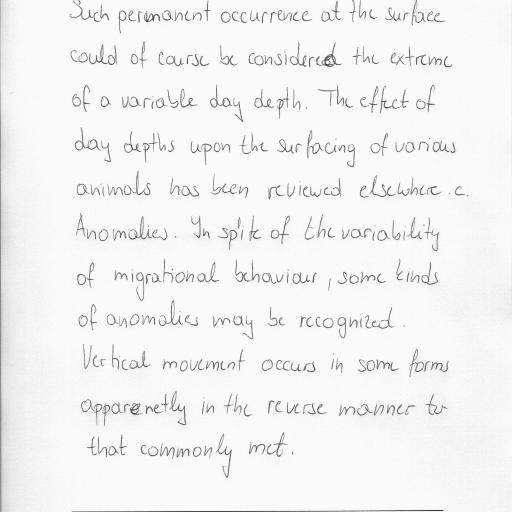 Such permanent occurrence at the surface
could of course be considered the extreme
of a variable day depth. The effect of
day depths upon the surfacing of various
animals has been reviewed elsewhere. c.
Anomalies. In spite of the variability
of migrational behaviour, some kinds
of anomalies may be recognized.
Vertical movement occurs in some forms
apparenetly in the reverse manner to
that commonly met.